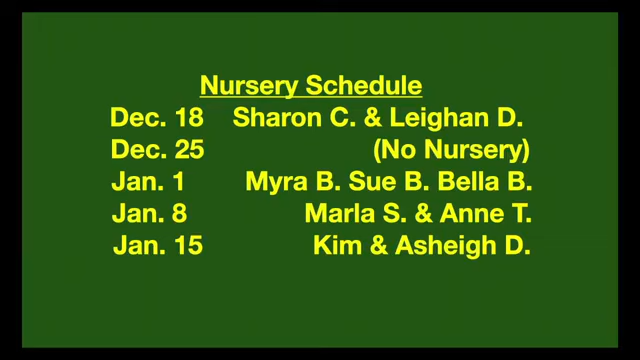 Nursery Schedule
Dec. 18 Sharon C. & Leighan D.
Dec. 25 (No Nursery)
Jan. 1 Myra B. Sue B. Bella B.
Jan. 8 Marla S. & Anne T.
Jan. 15 Kim & Asheigh D.